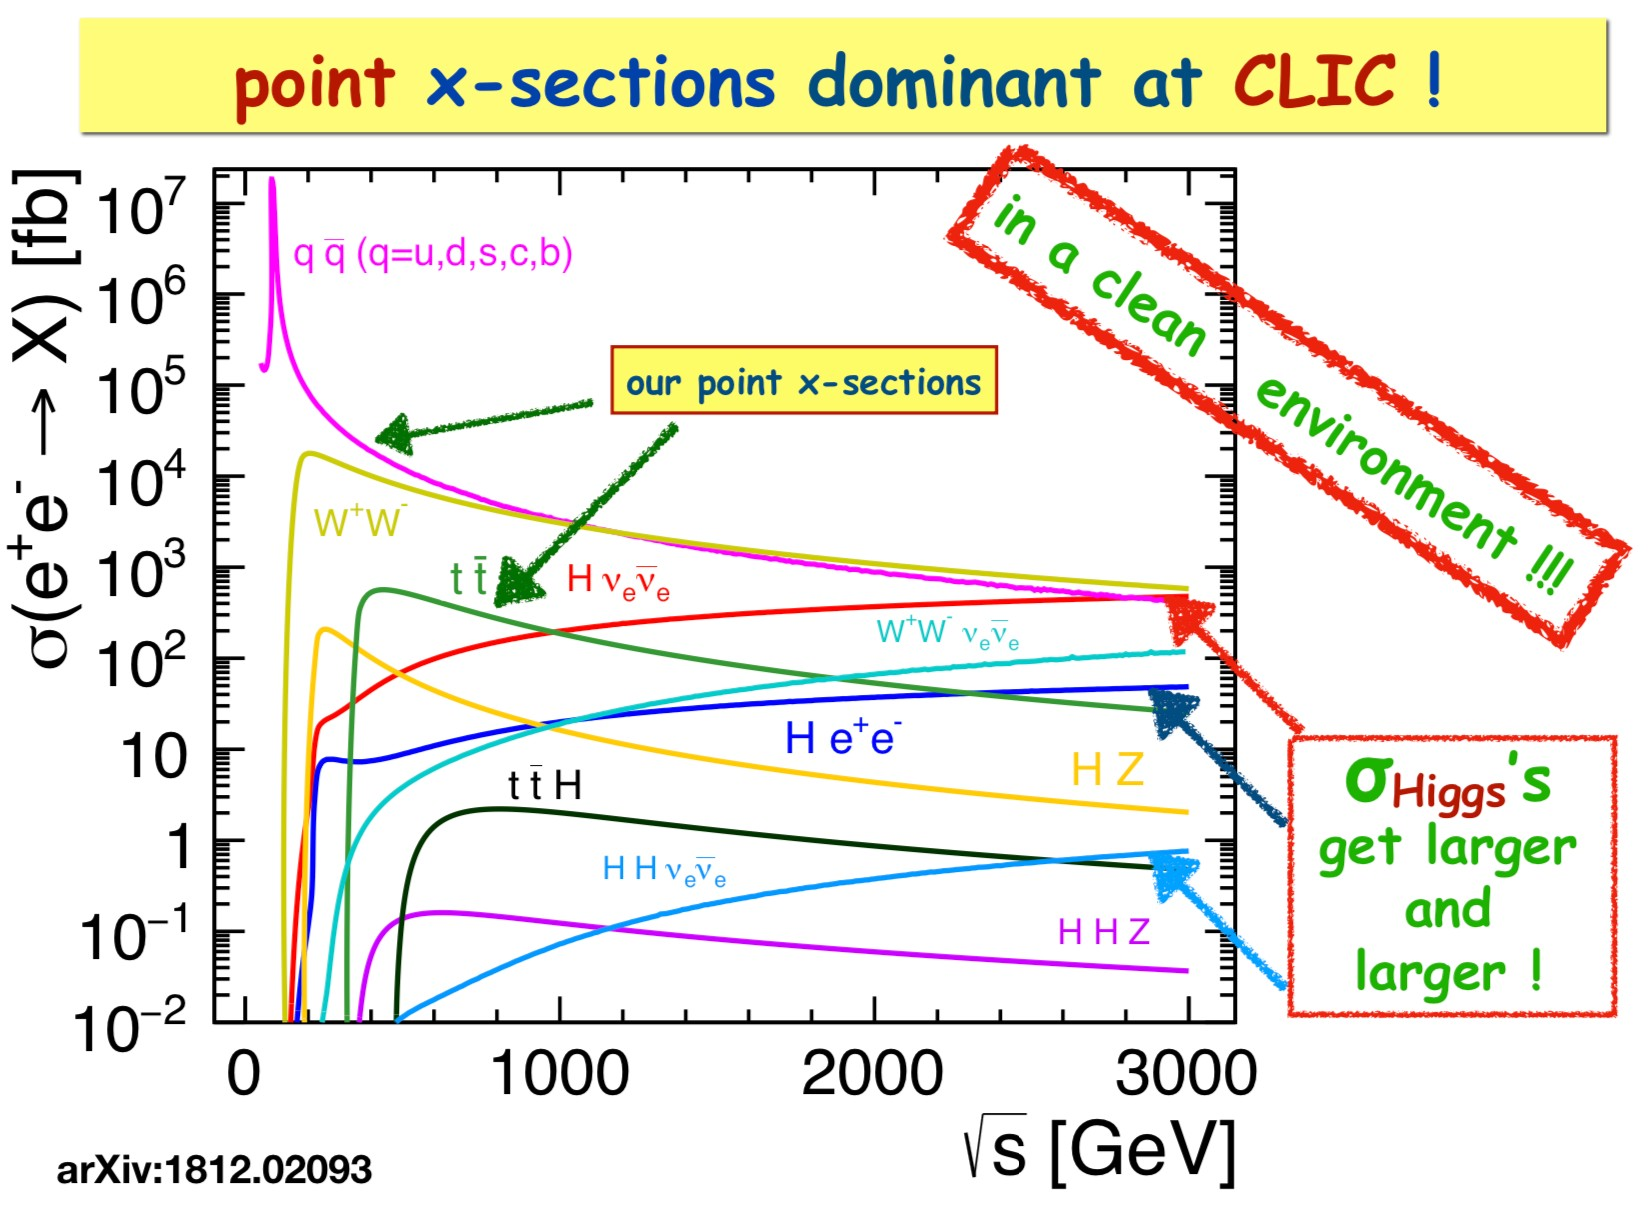 point x-sections dominant at CLIC !
σ(e⁺e⁻ → X) [fb]
10⁷
10⁶
10⁵
10⁴
10³
10²
10
1
10⁻¹
10⁻²
q q̅ (q=u,d,s,c,b)
in a clean environment !!!
our point x-sections
W⁺W⁻
t t̅
H νₑν̅ₑ
W⁺W⁻ νₑν̅ₑ
H e⁺e⁻
H Z
t t̅ H
H H νₑν̅ₑ
H H Z
σHiggs's
get larger
and
larger !
0 1000 2000 3000
√s [GeV]
arXiv:1812.02093